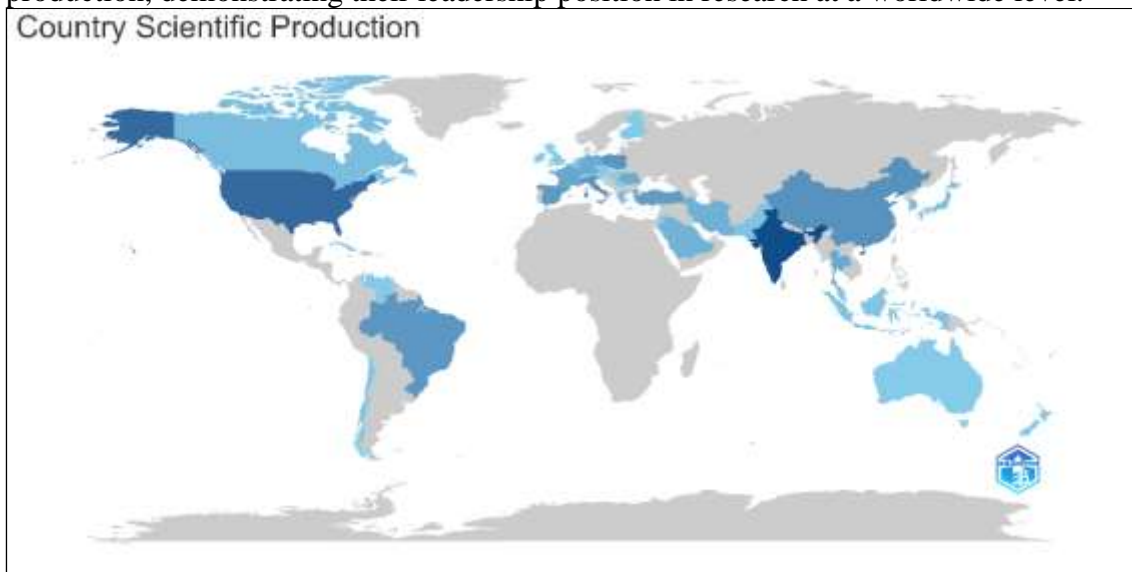 production, demonstrating their leadership position in research at a worldwide level.
Country Scientific Production